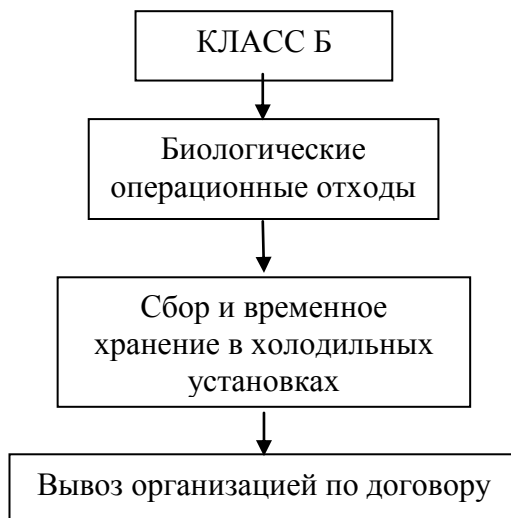 КЛАСС Б
Биологические
операционные отходы
Сбор и временное
хранение в холодильных
установках
Вывоз организацией по договору